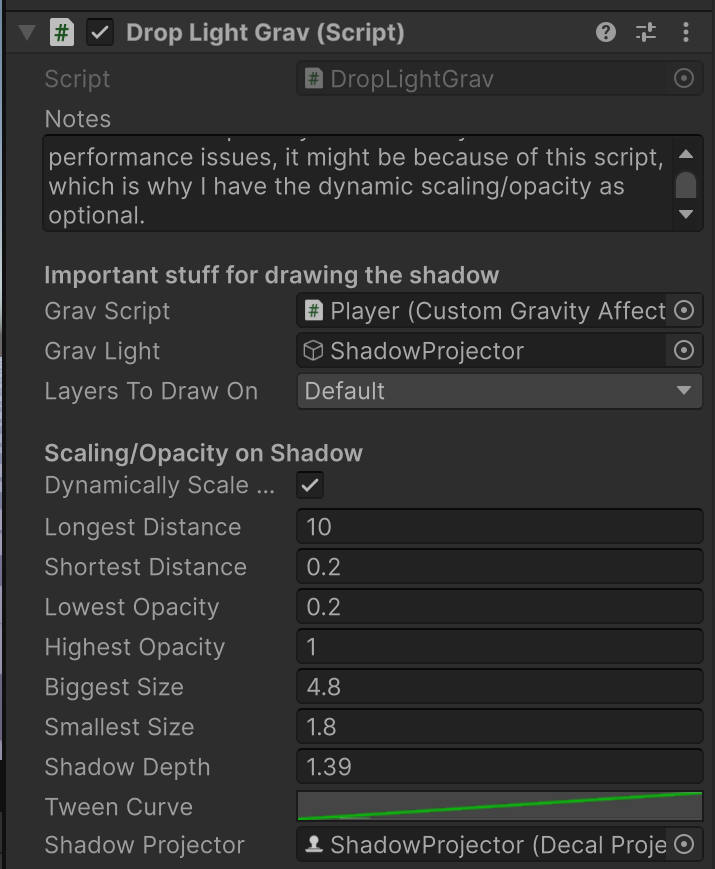 Drop Light Grav (Script)
Script
DropLightGrav
Notes
performance issues, it might be because of this script,
which is why I have the dynamic scaling/opacity as
optional.
Important stuff for drawing the shadow
Grav Script
Player (Custom Gravity Affect
Grav Light
ShadowProjector
Layers To Draw On
Default
Scaling/Opacity on Shadow
Dynamically Scale ...
Longest Distance
10
Shortest Distance
0.2
Lowest Opacity
0.2
Highest Opacity
1
Biggest Size
4.8
Smallest Size
1.8
Shadow Depth
1.39
Tween Curve
Shadow Projector
ShadowProjector (Decal Proje